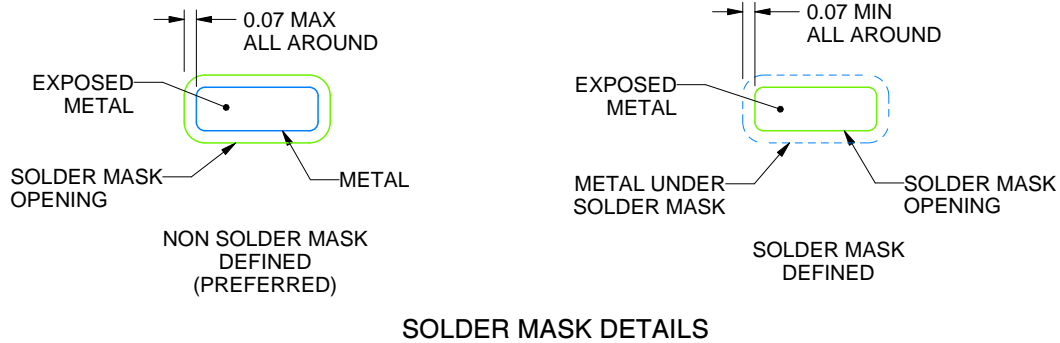 0.07 MAX
ALL AROUND
EXPOSED
METAL
SOLDER MASK
OPENING
METAL
NON SOLDER MASK
DEFINED
(PREFERRED)
0.07 MIN
ALL AROUND
EXPOSED
METAL
METAL UNDER
SOLDER MASK
SOLDER MASK
OPENING
SOLDER MASK
DEFINED
SOLDER MASK DETAILS